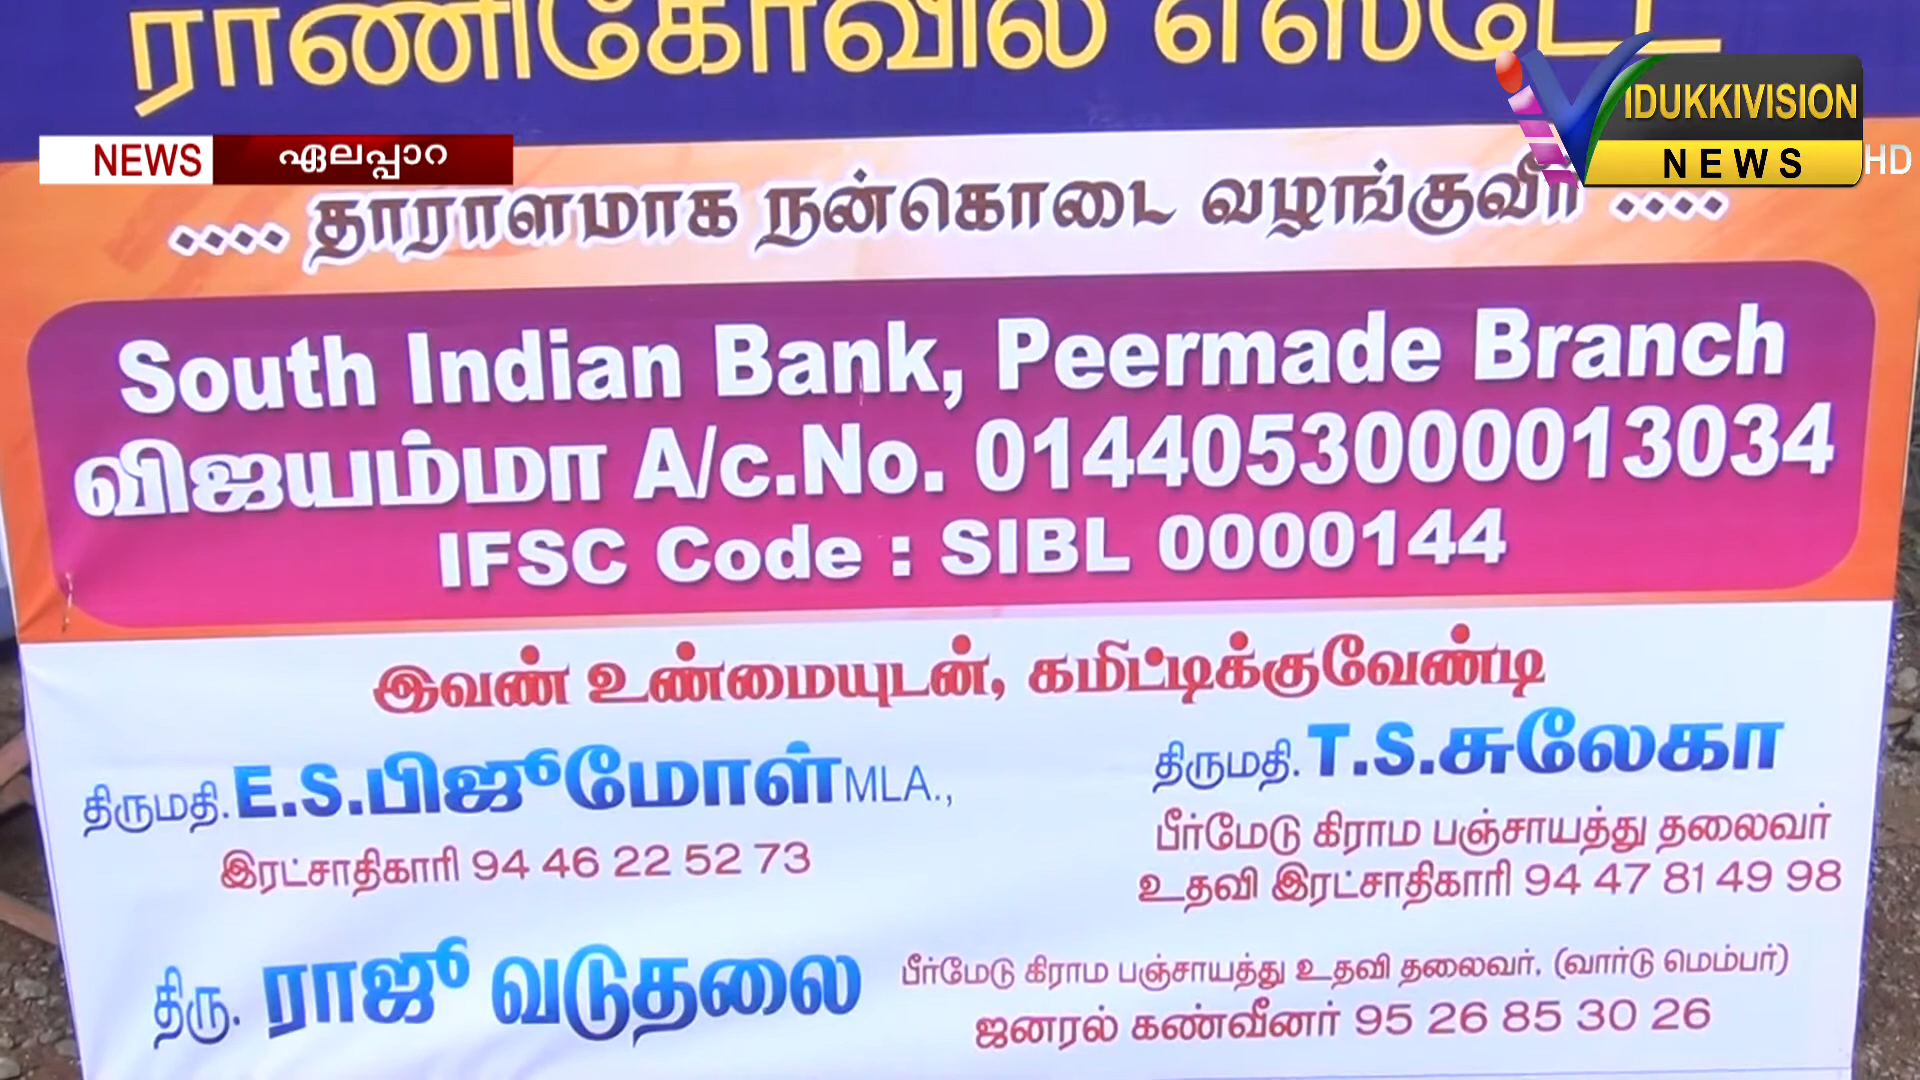 ராணிகோவில் எஸ்டேட்
IDUKKIVISION
NEWS
HD
NEWS ഏലപ്പാറ
.... தாராளமாக நன்கொடை வழங்குவீர் ....
South Indian Bank, Peermade Branch
விஜயம்மா A/c.No. 0144053000013034
IFSC Code : SIBL 0000144
இவண் உண்மையுடன், கமிட்டிக்குவேண்டி
திருமதி. E.S.பிஜூமோள் MLA.,
இரட்சாதிகாரி 94 46 22 52 73
திருமதி. T.S.சுலேகா
பீர்மேடு கிராம பஞ்சாயத்து தலைவர்
உதவி இரட்சாதிகாரி 94 47 81 49 98
திரு. ராஜூ வடுதலை
பீர்மேடு கிராம பஞ்சாயத்து உதவி தலைவர். (வார்டு மெம்பர்)
ஜனரல் கண்வீனர் 95 26 85 30 26